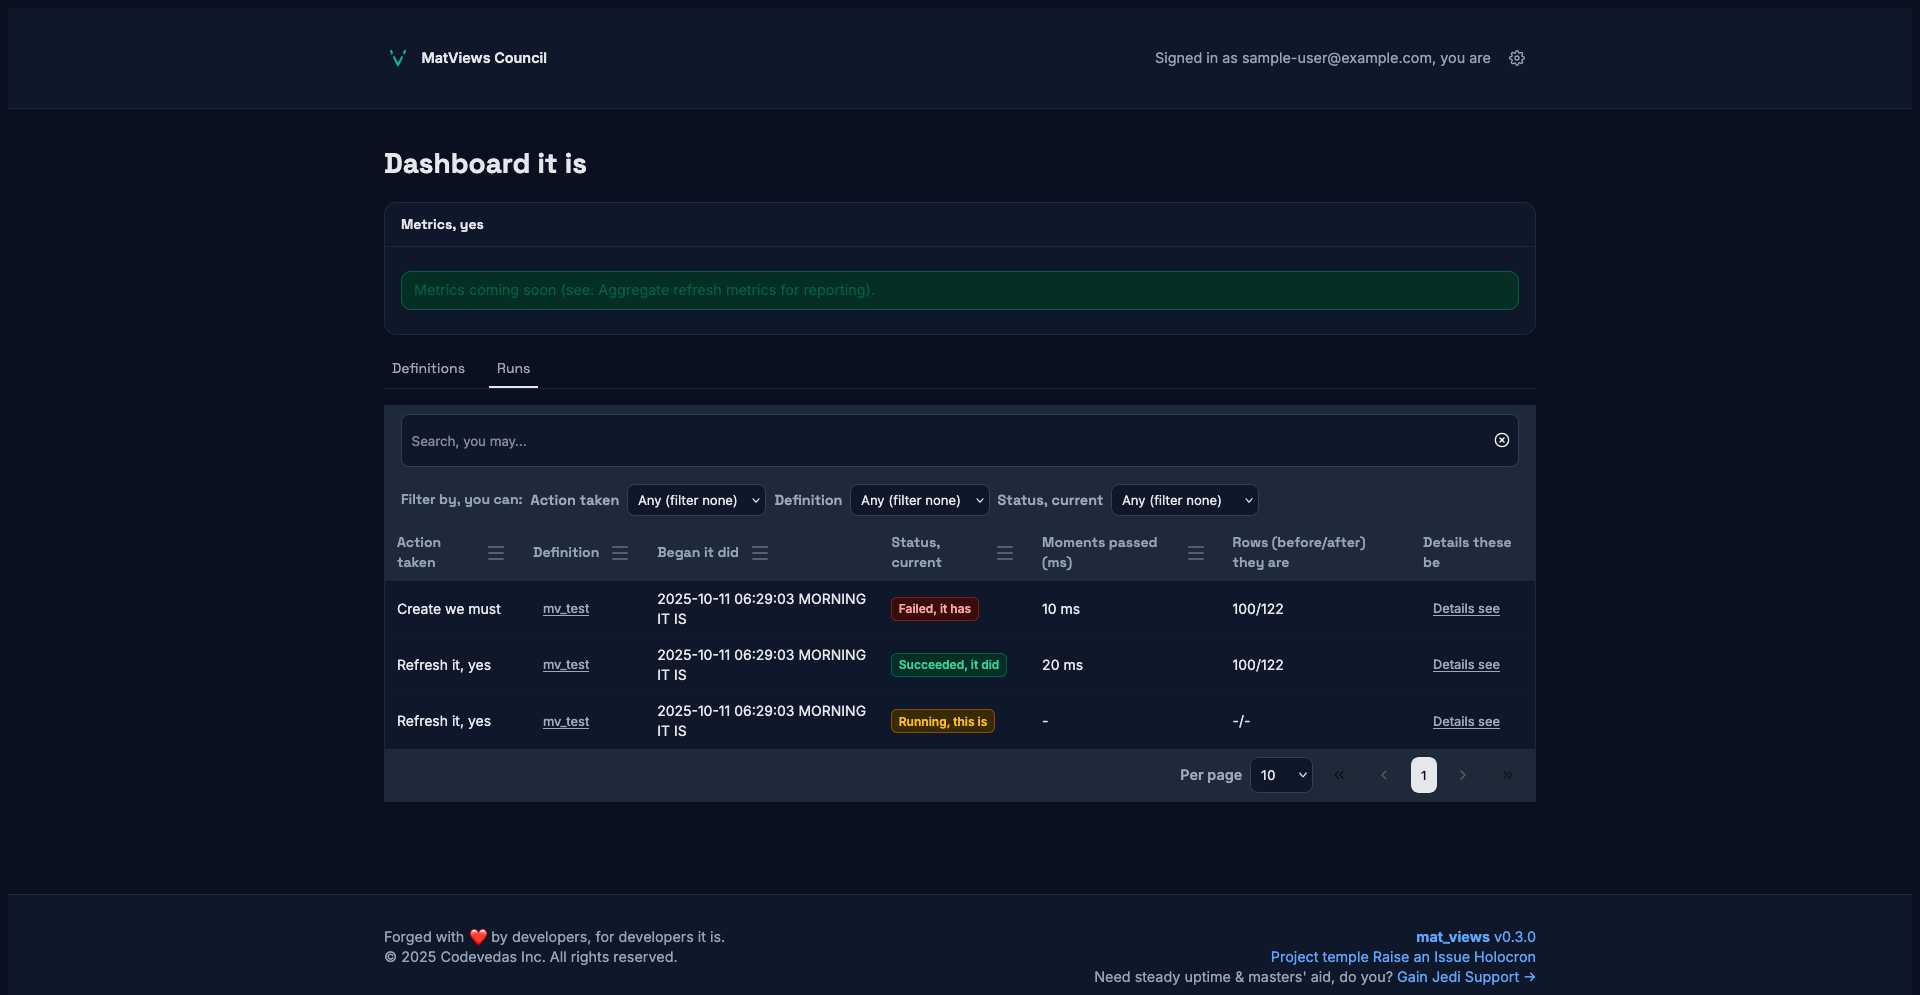 MatViews Council
Signed in as sample-user@example.com, you are
Dashboard it is
Metrics, yes
Metrics coming soon (see: Aggregate refresh metrics for reporting).
Definitions Runs
Search, you may...
Filter by, you can: Action taken Any (filter none) Definition Any (filter none) Status, current Any (filter none)
Action taken Definition Began it did Status, current Moments passed (ms) Rows (before/after) they are Details these be
Create we must mv_test 2025-10-11 06:29:03 MORNING IT IS Failed, it has 10 ms 100/122 Details see
Refresh it, yes mv_test 2025-10-11 06:29:03 MORNING IT IS Succeeded, it did 20 ms 100/122 Details see
Refresh it, yes mv_test 2025-10-11 06:29:03 MORNING IT IS Running, this is - -/- Details see
Per page 10 « ‹ 1 › »
Forged with ❤️ by developers, for developers it is.
© 2025 Codevedas Inc. All rights reserved.
mat_views v0.3.0
Project temple Raise an Issue Holocron
Need steady uptime & masters' aid, do you? Gain Jedi Support →